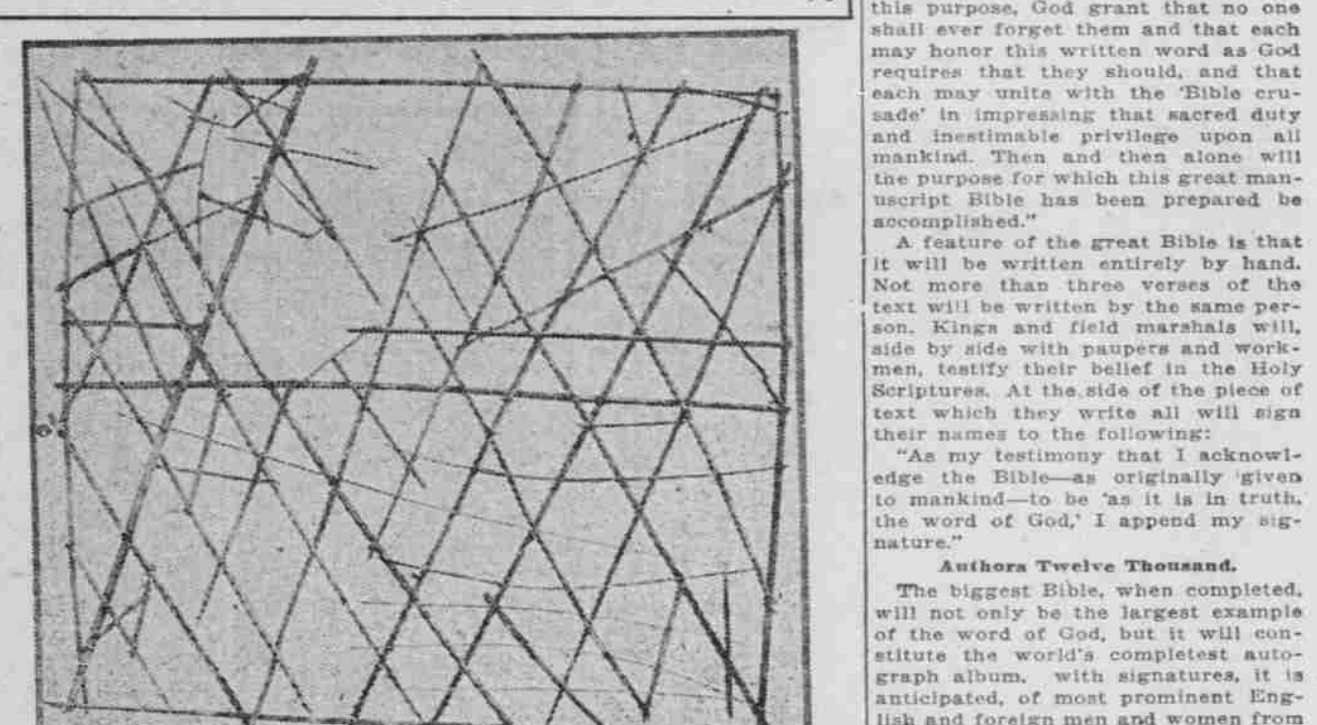 this purpose, God grant that no one
shall ever forget them and that each
may honor this written word as God
requires that they should, and that
each may unite with the 'Bible cru-
sade' in impressing that sacred duty
and inestimable privilege upon all
mankind. Then and then alone will
the purpose for which this great man-
uscript Bible has been prepared be
accomplished."
A feature of the great Bible is that
it will be written entirely by hand.
Not more than three verses of the
text will be written by the same per-
son. Kings and field marshals will,
side by side with paupers and work-
men, testify their belief in the Holy
Scriptures. At the side of the piece of
text which they write all will sign
their names to the following:
"As my testimony that I acknowl-
edge the Bible—as originally given
to mankind—to be 'as it is in truth,
the word of God,' I append my sig-
nature."
Authors Twelve Thousand.
The biggest Bible, when completed,
will not only be the largest example
of the word of God, but it will con-
stitute the world's completest auto-
graph album, with signatures, it is
anticipated, of most prominent Eng-
lish and foreign men and women from